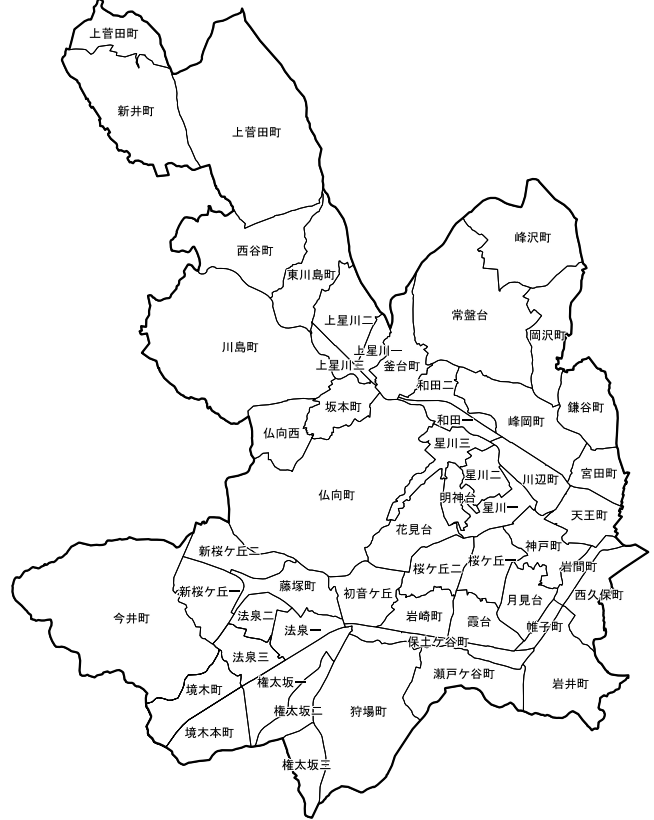 上菅田町
新井町
上菅田町
峰沢町
西谷町
東川島町
常盤台
上星川二
岡沢町
川島町
上星川一
上星川三
釜台町
和田二
坂本町
鎌谷町
和田一
峰岡町
仏向西
星川三
宮田町
星川二
川辺町
仏向町
明神台
星川一
天王町
花見台
神戸町
新桜ケ丘二
桜ケ丘一
桜ケ丘二
岩間町
藤塚町
新桜ケ丘一
初音ケ丘
西久保町
月見台
今井町
法泉二
岩崎町
霞台
帷子町
法泉一
保土ケ谷町
法泉三
瀬戸ケ谷町
権太坂一
岩井町
境木町
権太坂二
狩場町
境木本町
権太坂三